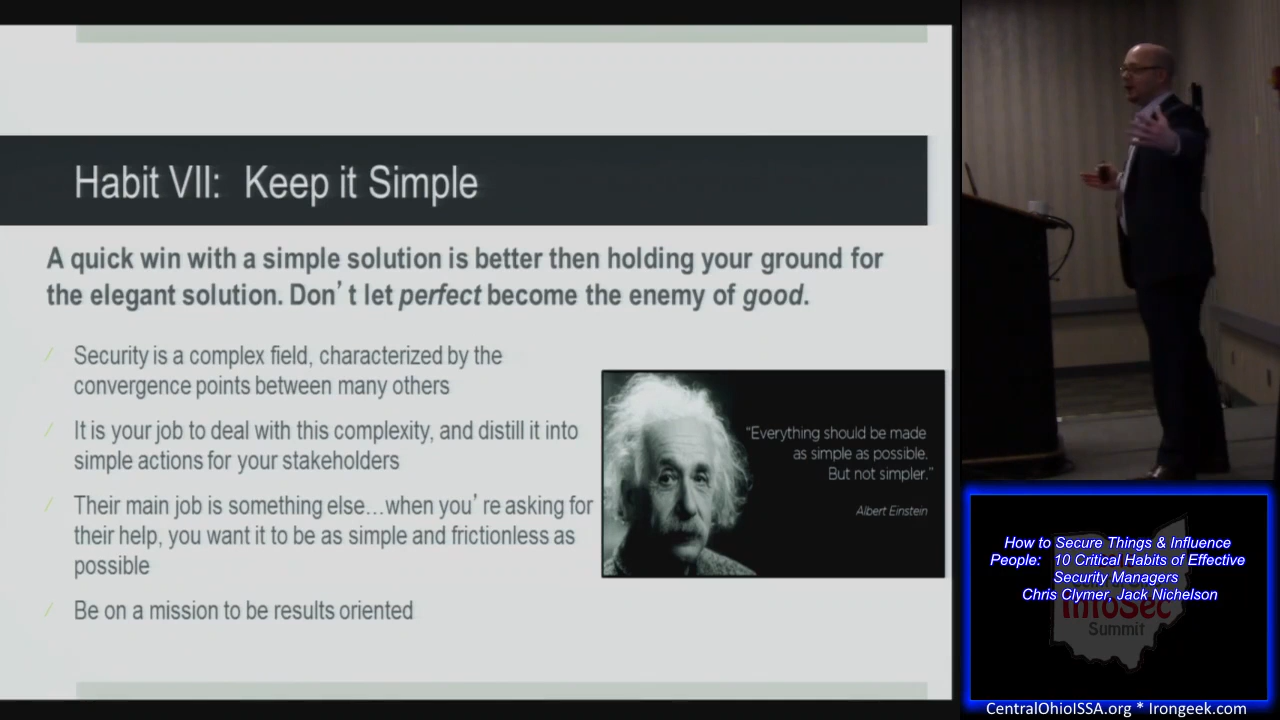 Habit VII: Keep it Simple
A quick win with a simple solution is better then holding your ground for
the elegant solution. Don't let perfect become the enemy of good.
Security is a complex field, characterized by the
convergence points between many others
It is your job to deal with this complexity, and distill it into
simple actions for your stakeholders
Their main job is something else…when you're asking for
their help, you want it to be as simple and frictionless as
possible
Be on a mission to be results oriented
"Everything should be made
as simple as possible.
But not simpler."
Albert Einstein
How to Secure Things & Influence
People: 10 Critical Habits of Effective
Security Managers
Chris Clymer, Jack Nichelson
InfoSec
Summit
CentralOhioISSA.org * Irongeek.com